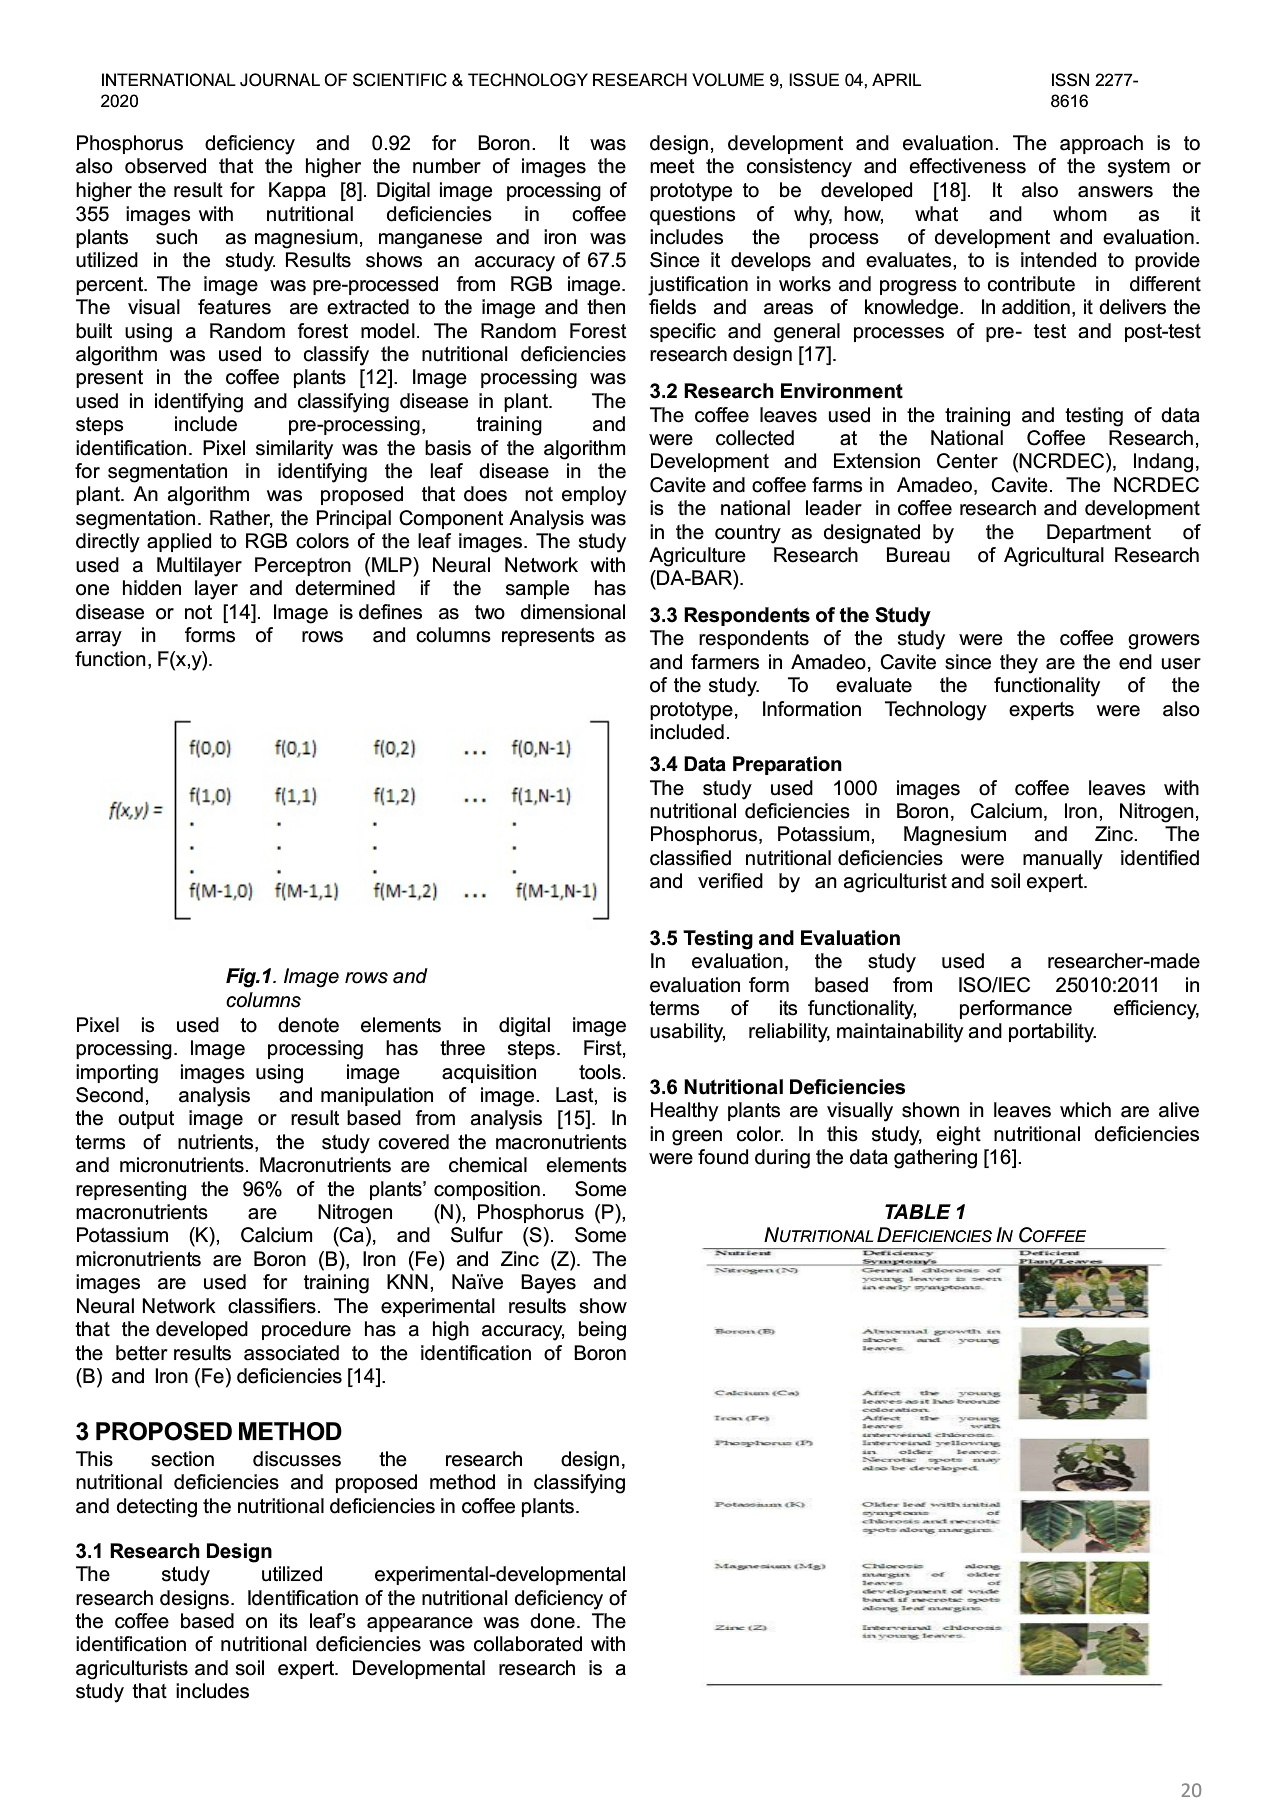 INTERNATIONAL JOURNAL OF SCIENTIFIC & TECHNOLOGY RESEARCH VOLUME 9, ISSUE 04, APRIL 2020
ISSN 2277-8616
Phosphorus deficiency and 0.92 for Boron. It was
also observed that the higher the number of images the
higher the result for Kappa [8]. Digital image processing of
355 images with nutritional deficiencies in coffee
plants such as magnesium, manganese and iron was
utilized in the study. Results shows an accuracy of 67.5
percent. The image was pre-processed from RGB image.
The visual features are extracted to the image and then
built using a Random forest model. The Random Forest
algorithm was used to classify the nutritional deficiencies
present in the coffee plants [12]. Image processing was
used in identifying and classifying disease in plant. The
steps include pre-processing, training and
identification. Pixel similarity was the basis of the algorithm
for segmentation in identifying the leaf disease in the
plant. An algorithm was proposed that does not employ
segmentation. Rather, the Principal Component Analysis was
directly applied to RGB colors of the leaf images. The study
used a Multilayer Perceptron (MLP) Neural Network with
one hidden layer and determined if the sample has
disease or not [14]. Image is defines as two dimensional
array in forms of rows and columns represents as
function, F(x,y).
f(0,0) f(0,1) f(0,2) ... f(0,N-1)
f(x,y) = f(1,0) f(1,1) f(1,2) ... f(1,N-1)
. . . .
. . . .
. . . .
f(M-1,0) f(M-1,1) f(M-1,2) ... f(M-1,N-1)
Fig.1. Image rows and
columns
Pixel is used to denote elements in digital image
processing. Image processing has three steps. First,
importing images using image acquisition tools.
Second, analysis and manipulation of image. Last, is
the output image or result based from analysis [15]. In
terms of nutrients, the study covered the macronutrients
and micronutrients. Macronutrients are chemical elements
representing the 96% of the plants' composition. Some
macronutrients are Nitrogen (N), Phosphorus (P),
Potassium (K), Calcium (Ca), and Sulfur (S). Some
micronutrients are Boron (B), Iron (Fe) and Zinc (Z). The
images are used for training KNN, Naïve Bayes and
Neural Network classifiers. The experimental results show
that the developed procedure has a high accuracy, being
the better results associated to the identification of Boron
(B) and Iron (Fe) deficiencies [14].
3 PROPOSED METHOD
This section discusses the research design,
nutritional deficiencies and proposed method in classifying
and detecting the nutritional deficiencies in coffee plants.
3.1 Research Design
The study utilized experimental-developmental
research designs. Identification of the nutritional deficiency of
the coffee based on its leaf's appearance was done. The
identification of nutritional deficiencies was collaborated with
agriculturists and soil expert. Developmental research is a
study that includes
design, development and evaluation. The approach is to
meet the consistency and effectiveness of the system or
prototype to be developed [18]. It also answers the
questions of why, how, what and whom as it
includes the process of development and evaluation.
Since it develops and evaluates, to is intended to provide
justification in works and progress to contribute in different
fields and areas of knowledge. In addition, it delivers the
specific and general processes of pre- test and post-test
research design [17].
3.2 Research Environment
The coffee leaves used in the training and testing of data
were collected at the National Coffee Research,
Development and Extension Center (NCRDEC), Indang,
Cavite and coffee farms in Amadeo, Cavite. The NCRDEC
is the national leader in coffee research and development
in the country as designated by the Department of
Agriculture Research Bureau of Agricultural Research
(DA-BAR).
3.3 Respondents of the Study
The respondents of the study were the coffee growers
and farmers in Amadeo, Cavite since they are the end user
of the study. To evaluate the functionality of the
prototype, Information Technology experts were also
included.
3.4 Data Preparation
The study used 1000 images of coffee leaves with
nutritional deficiencies in Boron, Calcium, Iron, Nitrogen,
Phosphorus, Potassium, Magnesium and Zinc. The
classified nutritional deficiencies were manually identified
and verified by an agriculturist and soil expert.
3.5 Testing and Evaluation
In evaluation, the study used a researcher-made
evaluation form based from ISO/IEC 25010:2011 in
terms of its functionality, performance efficiency,
usability, reliability, maintainability and portability.
3.6 Nutritional Deficiencies
Healthy plants are visually shown in leaves which are alive
in green color. In this study, eight nutritional deficiencies
were found during the data gathering [16].
TABLE 1
NUTRITIONAL DEFICIENCIES IN COFFEE
Nutrient Deficiency Deficient
Symptoms Plant/Leaves
Nitrogen (N) General chlorosis of
young leaves is seen
in early symptoms.
Boron (B) Abnormal growth in
shoot and young
leaves.
Calcium (Ca) Affect the young
leaves as it has bronze
coloration.
Iron (Fe) Affect the young
leaves with
interveinal chlorosis.
Phosphorus (P) Interveinal yellowing
in older leaves.
Necrotic spots may
also be developed.
Potassium (K) Older leaf with initial
symptoms of
chlorosis and necrotic
spots along margins.
Magnesium (Mg) Chlorosis along
margin of older
leaves of
development of wide
band if necrotic spots
along leaf margins.
Zinc (Z) Interveinal chlorosis
in young leaves.
20